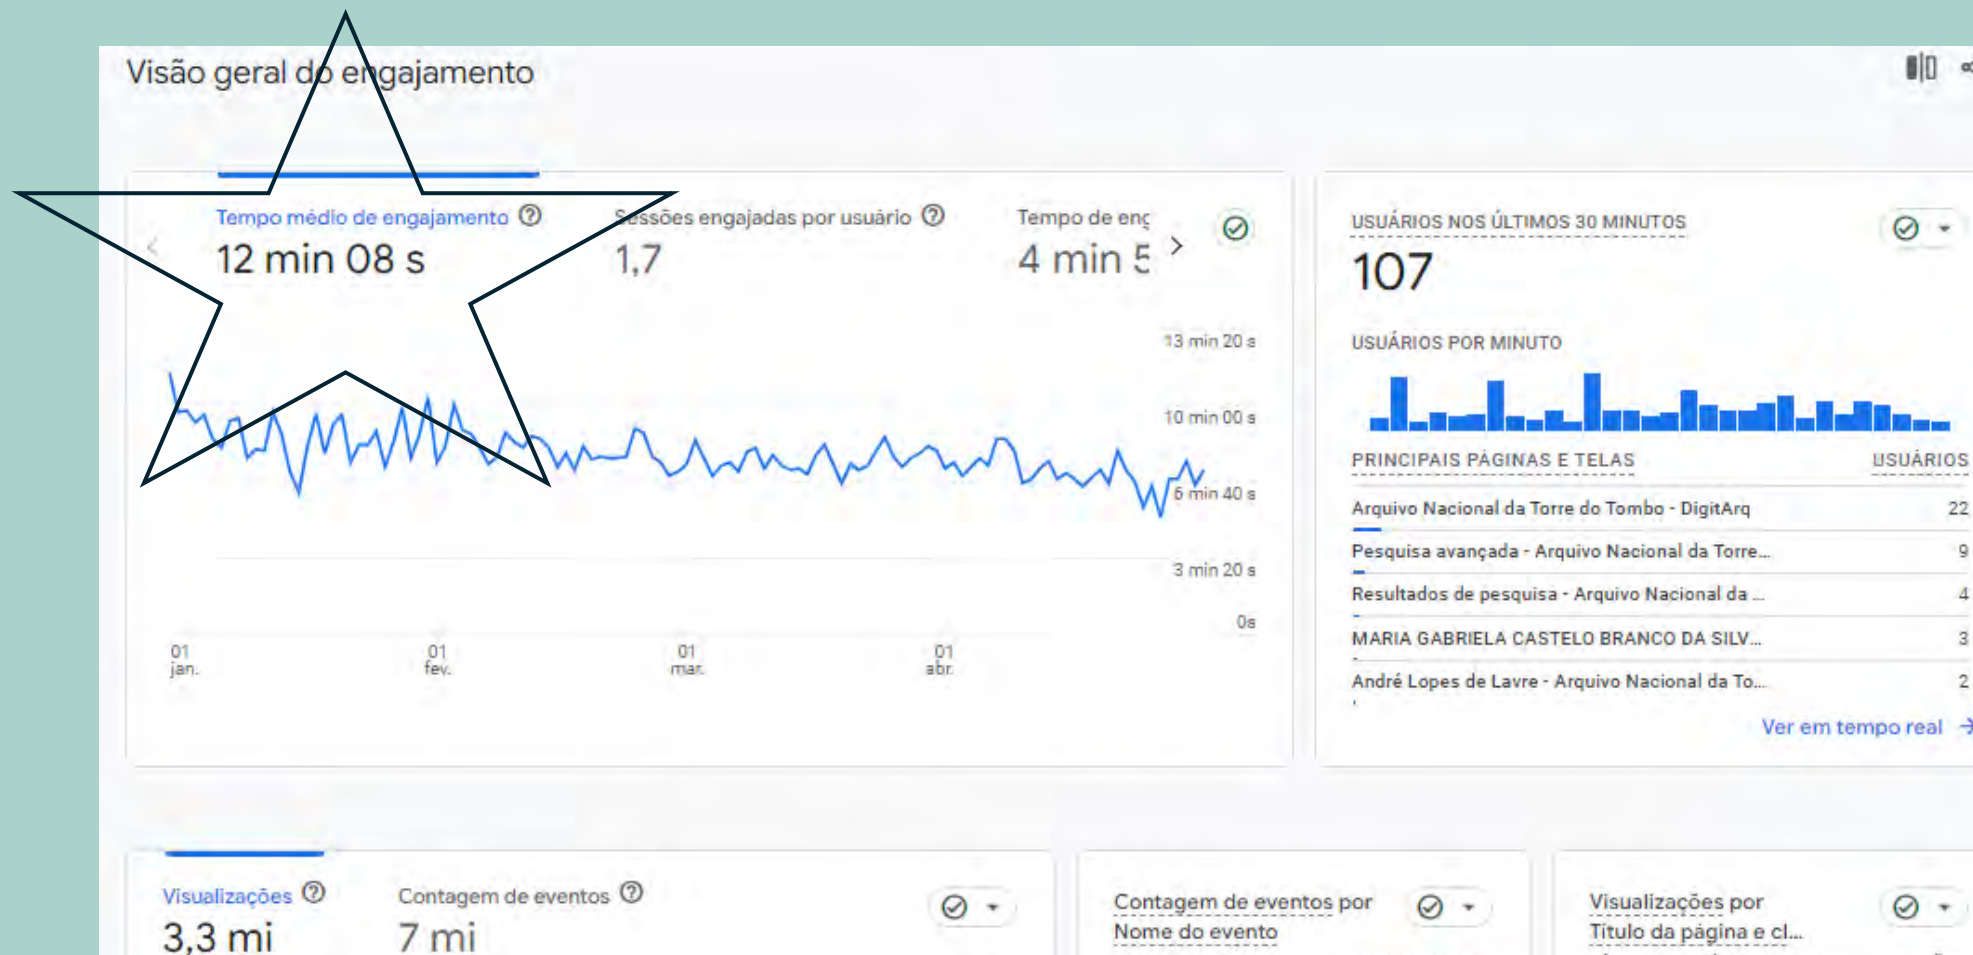 Visão geral do engajamento
Tempo médio de engajamento
12 min 08 s
Sessões engajadas por usuário
1,7
Tempo de eng
4 min 5
13 min 20 s
10 min 00 s
6 min 40 s
3 min 20 s
0s
01 jan.
01 fev.
01 mar.
01 abr.
USUÁRIOS NOS ÚLTIMOS 30 MINUTOS
107
USUÁRIOS POR MINUTO
PRINCIPAIS PÁGINAS E TELAS USUÁRIOS
Arquivo Nacional da Torre do Tombo - DigitArq 22
Pesquisa avançada - Arquivo Nacional da Torre... 9
Resultados de pesquisa - Arquivo Nacional da ... 4
MARIA GABRIELA CASTELO BRANCO DA SILV... 3
André Lopes de Lavre - Arquivo Nacional da To... 2
Ver em tempo real
Visualizações
3,3 mi
Contagem de eventos
7 mi
Contagem de eventos por
Nome do evento
Visualizações por
Título da página e cl...